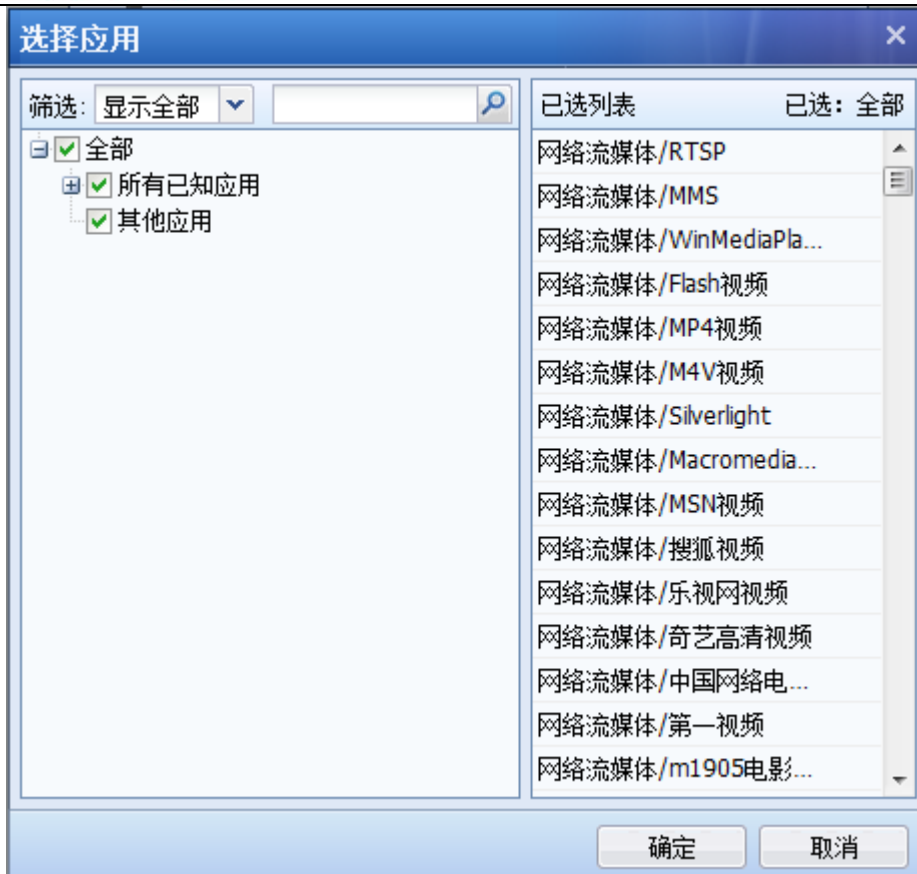 选择应用
筛选: 显示全部
全部
所有已知应用
其他应用
已选列表 已选: 全部
网络流媒体/RTSP
网络流媒体/MMS
网络流媒体/WinMediaPla...
网络流媒体/Flash视频
网络流媒体/MP4视频
网络流媒体/M4V视频
网络流媒体/Silverlight
网络流媒体/Macromedia...
网络流媒体/MSN视频
网络流媒体/搜狐视频
网络流媒体/乐视网视频
网络流媒体/奇艺高清视频
网络流媒体/中国网络电...
网络流媒体/第一视频
网络流媒体/m1905电影...
确定 取消